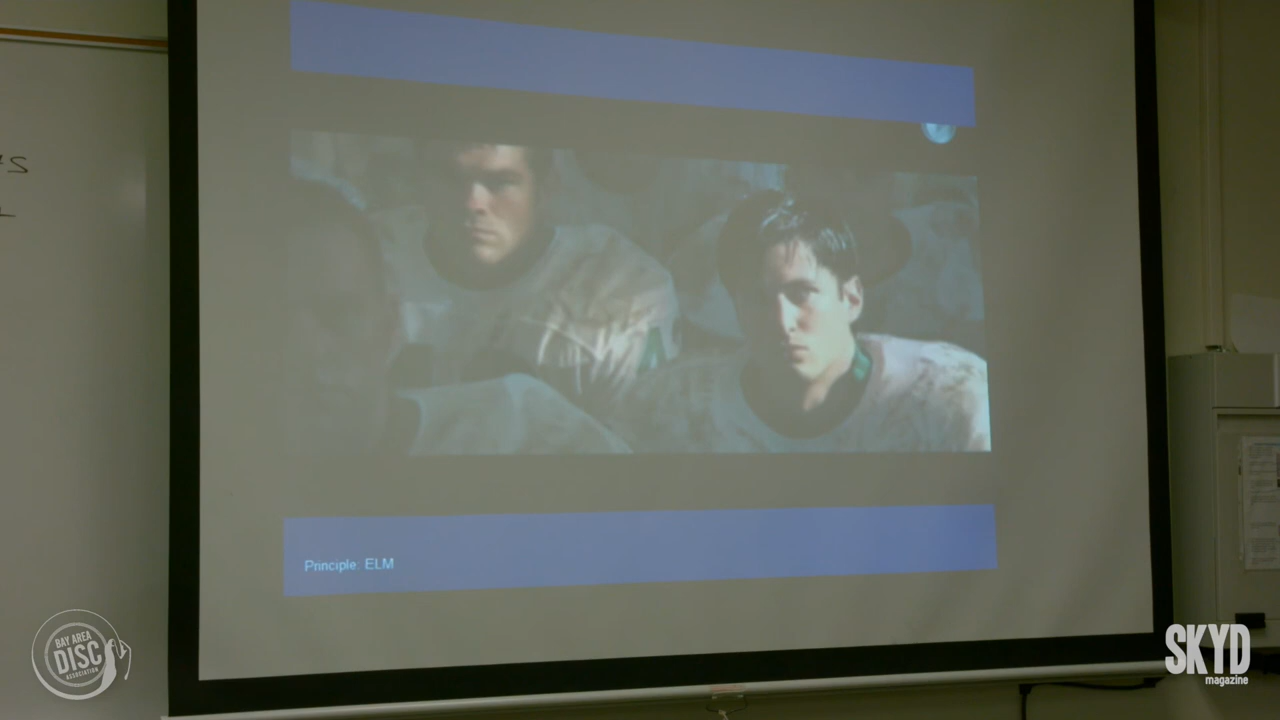 Principle: ELM
BAY AREA
DISC
ASSOCIATION
SKYD
magazine